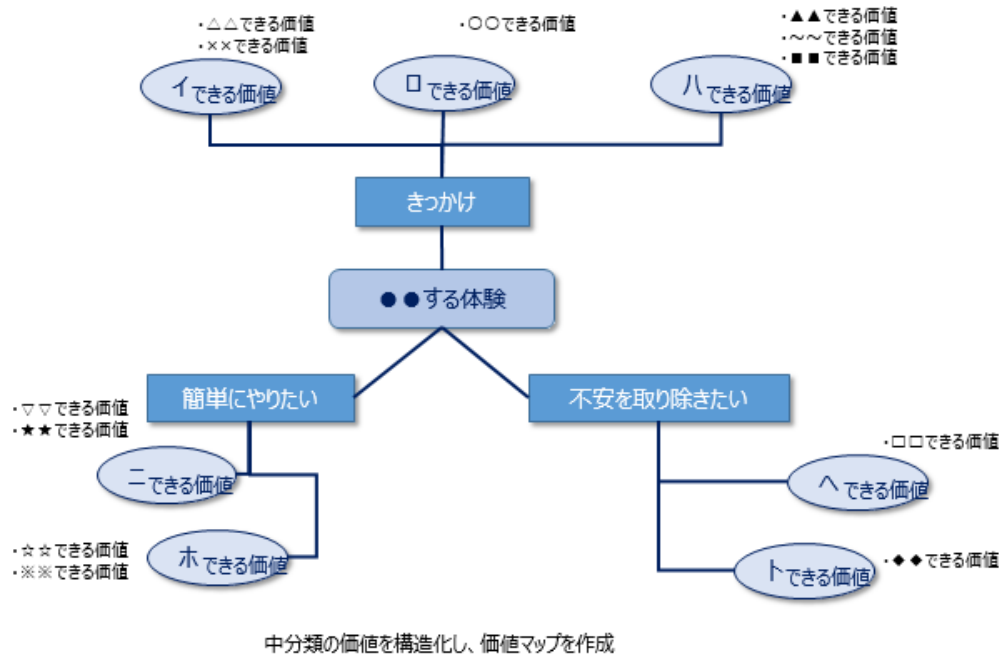 ・△△できる価値
・××できる価値
イできる価値
・〇〇できる価値
ロできる価値
・▲▲できる価値
・～～できる価値
・■■できる価値
ハできる価値
きっかけ
●●する体験
簡単にやりたい
不安を取り除きたい
・▽▽できる価値
・★★できる価値
ニできる価値
・☆☆できる価値
・※※できる価値
ホできる価値
・□□できる価値
へできる価値
・◆◆できる価値
トできる価値
中分類の価値を構造化し、価値マップを作成